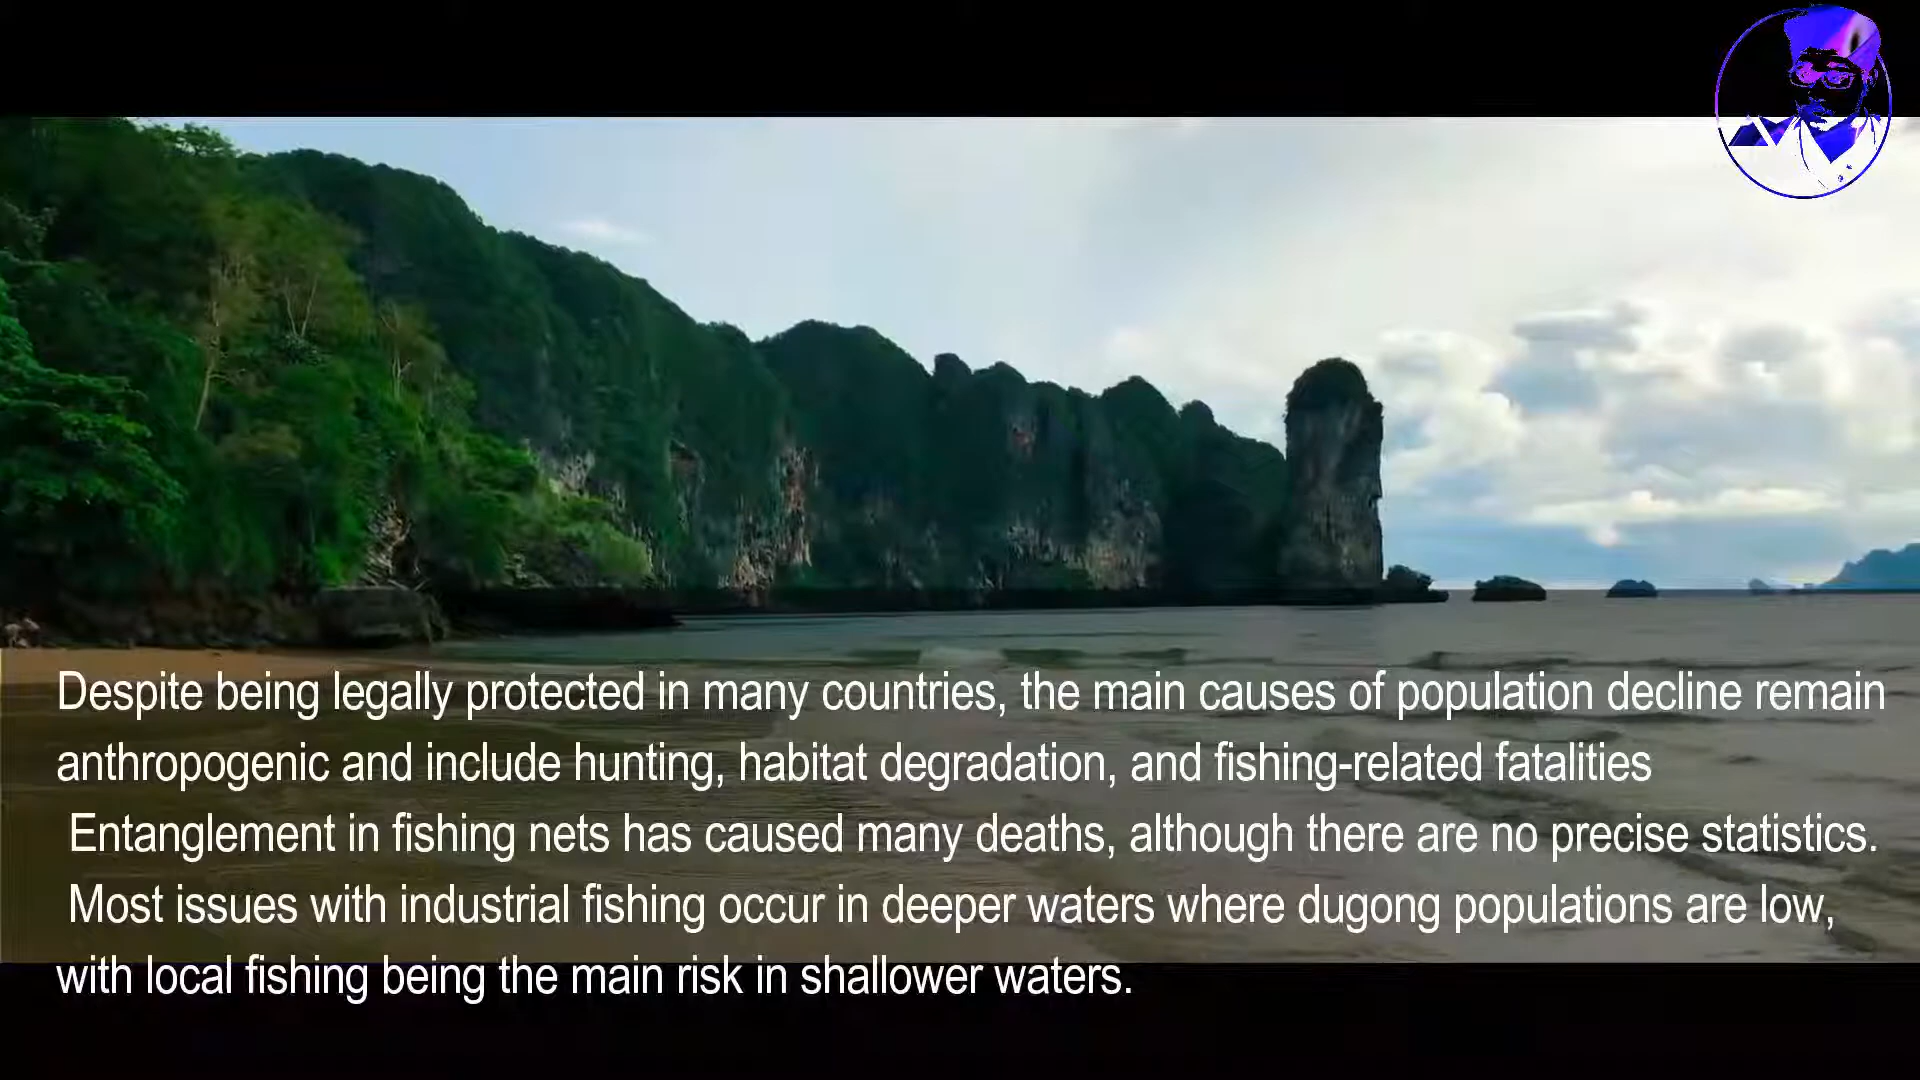 Despite being legally protected in many countries, the main causes of population decline remain
anthropogenic and include hunting, habitat degradation, and fishing-related fatalities
Entanglement in fishing nets has caused many deaths, although there are no precise statistics.
Most issues with industrial fishing occur in deeper waters where dugong populations are low,
with local fishing being the main risk in shallower waters.